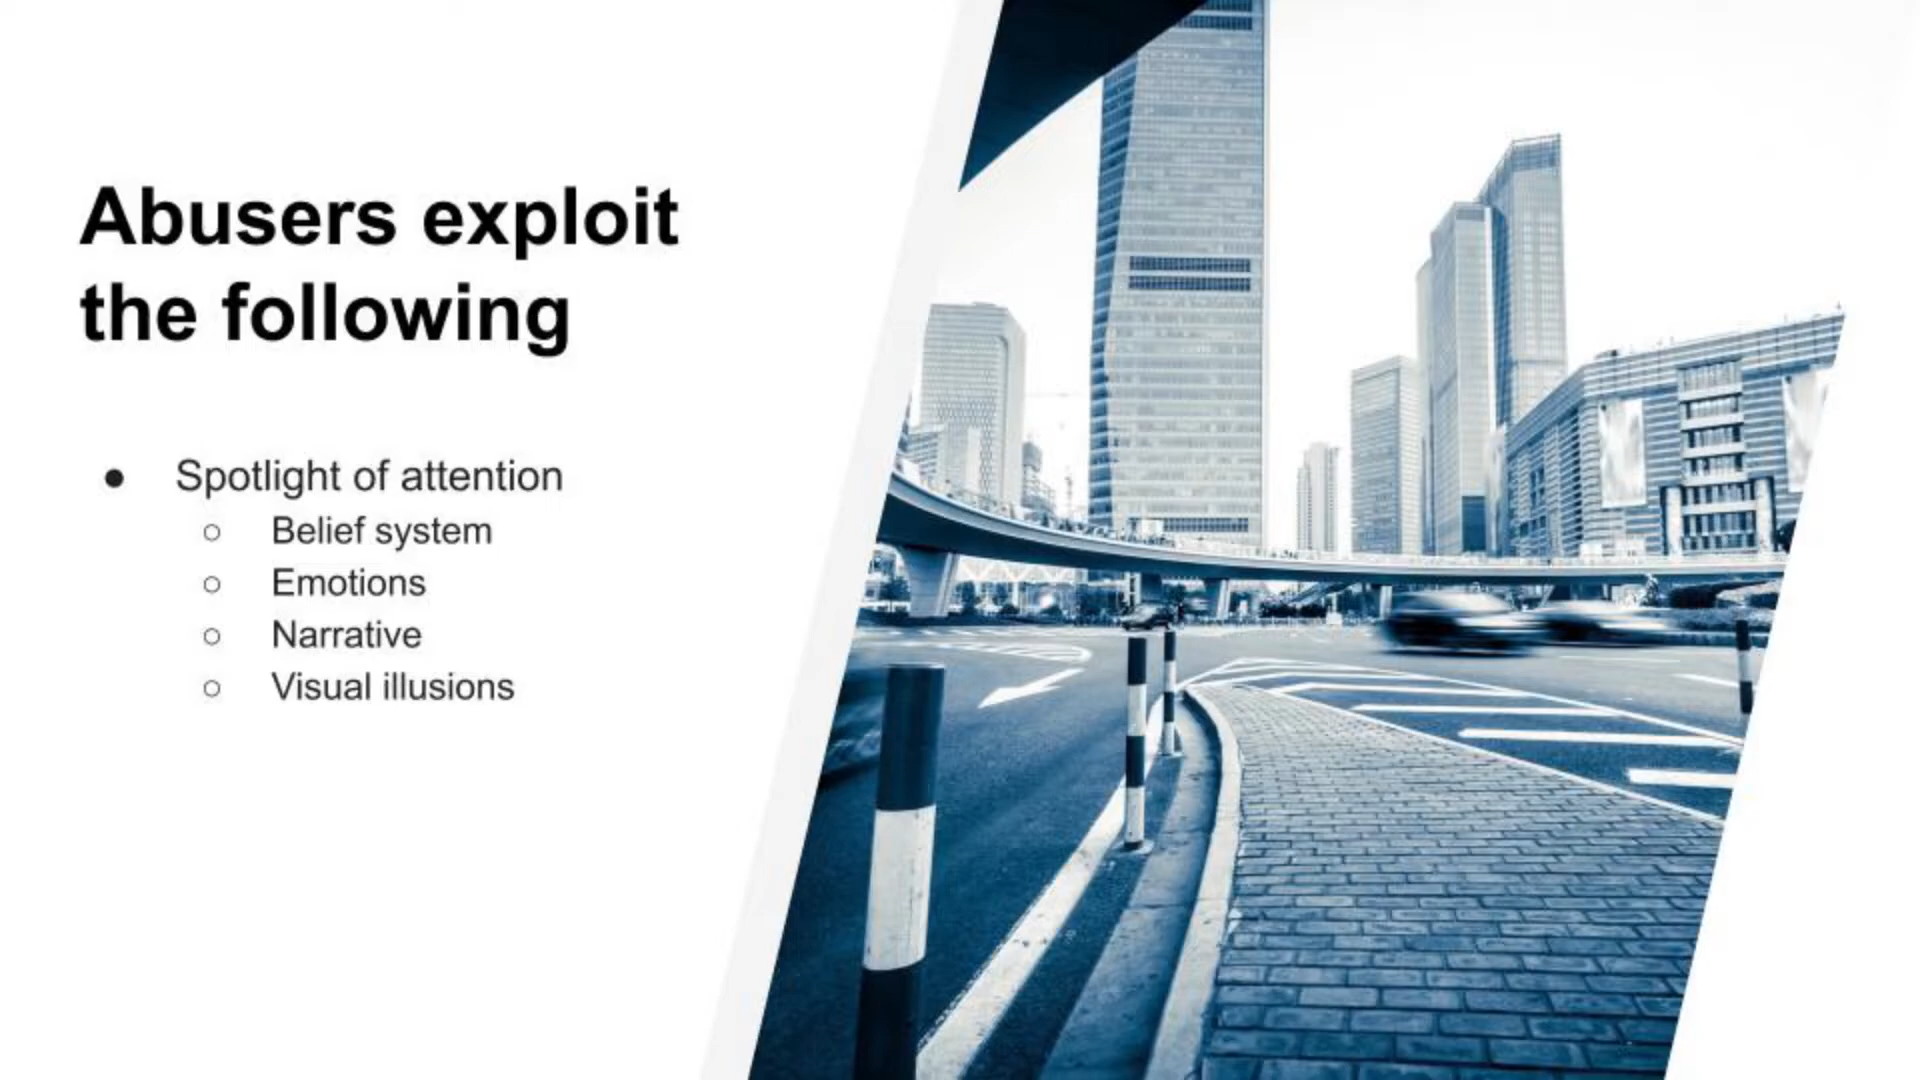 Abusers exploit
the following
● Spotlight of attention
○ Belief system
○ Emotions
○ Narrative
○ Visual illusions